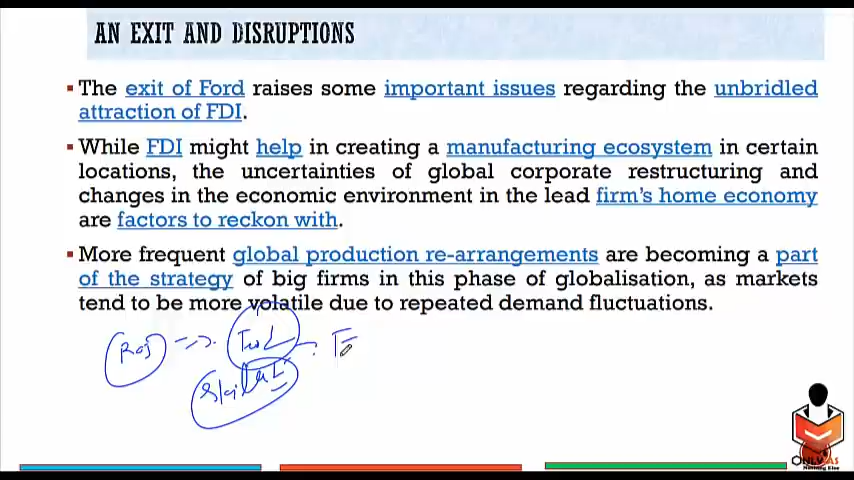 AN EXIT AND DISRUPTIONS
The exit of Ford raises some important issues regarding the unbridled
attraction of FDI.
While FDI might help in creating a manufacturing ecosystem in certain
locations, the uncertainties of global corporate restructuring and
changes in the economic environment in the lead firm's home economy
are factors to reckon with.
More frequent global production re-arrangements are becoming a part
of the strategy of big firms in this phase of globalisation, as markets
tend to be more volatile due to repeated demand fluctuations.
ONLY IAS
Nothing Else